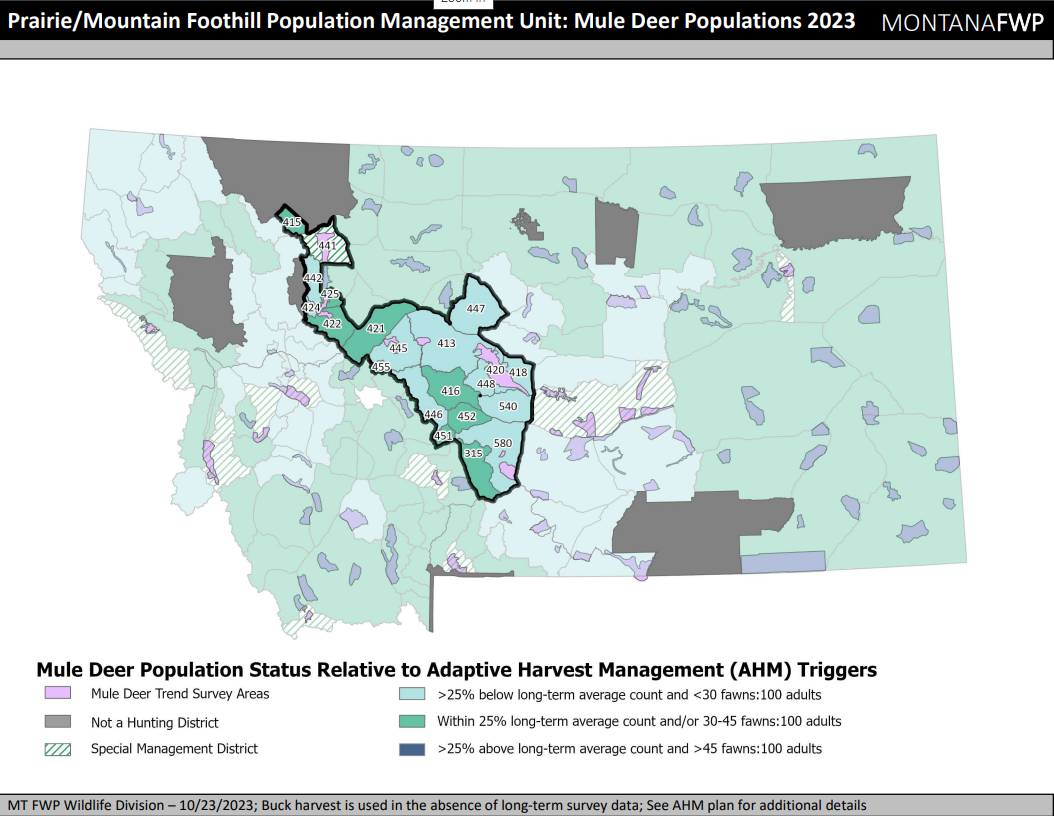 Prairie/Mountain Foothill Population Management Unit: Mule Deer Populations 2023
MONTANAFWP
415
441
442
425
424
422
421
447
445
413
455
420
418
448
416
540
446
452
451
580
315
Mule Deer Population Status Relative to Adaptive Harvest Management (AHM) Triggers
Mule Deer Trend Survey Areas
Not a Hunting District
Special Management District
>25% below long-term average count and <30 fawns:100 adults
Within 25% long-term average count and/or 30-45 fawns:100 adults
>25% above long-term average count and >45 fawns:100 adults
MT FWP Wildlife Division – 10/23/2023; Buck harvest is used in the absence of long-term survey data; See AHM plan for additional details